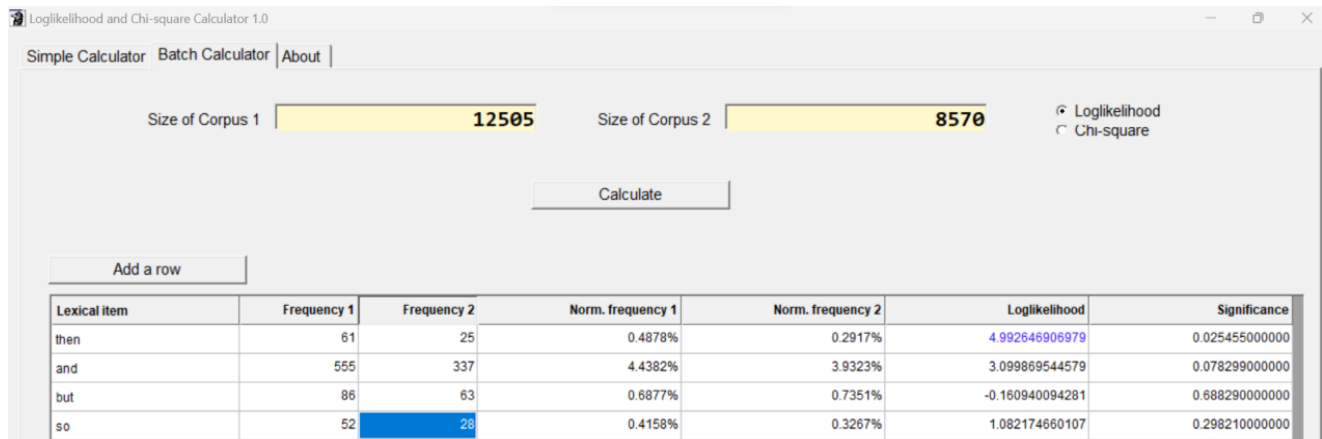 Loglikelihood and Chi-square Calculator 1.0
Simple Calculator Batch Calculator About
Size of Corpus 1 12505 Size of Corpus 2 8570 Loglikelihood
Chi-square
Calculate
Add a row
Lexical item Frequency 1 Frequency 2 Norm. frequency 1 Norm. frequency 2 Loglikelihood Significance
then 61 25 0.4878% 0.2917% 4.992646906979 0.025455000000
and 555 337 4.4382% 3.9323% 3.099869544579 0.078299000000
but 86 63 0.6877% 0.7351% -0.160940094281 0.688290000000
so 52 28 0.4158% 0.3267% 1.082174660107 0.298210000000